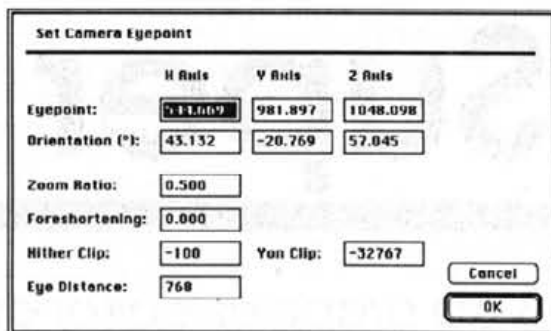 Set Camera Eyepoint
X Axis Y Axis Z Axis
Eyepoint: 981.897 1048.098
Orientation (°): 43.132 -20.769 57.045
Zoom Ratio: 0.500
Foreshortening: 0.000
Hither Clip: -100 Yon Clip: -32767
Eye Distance: 768
Cancel
OK